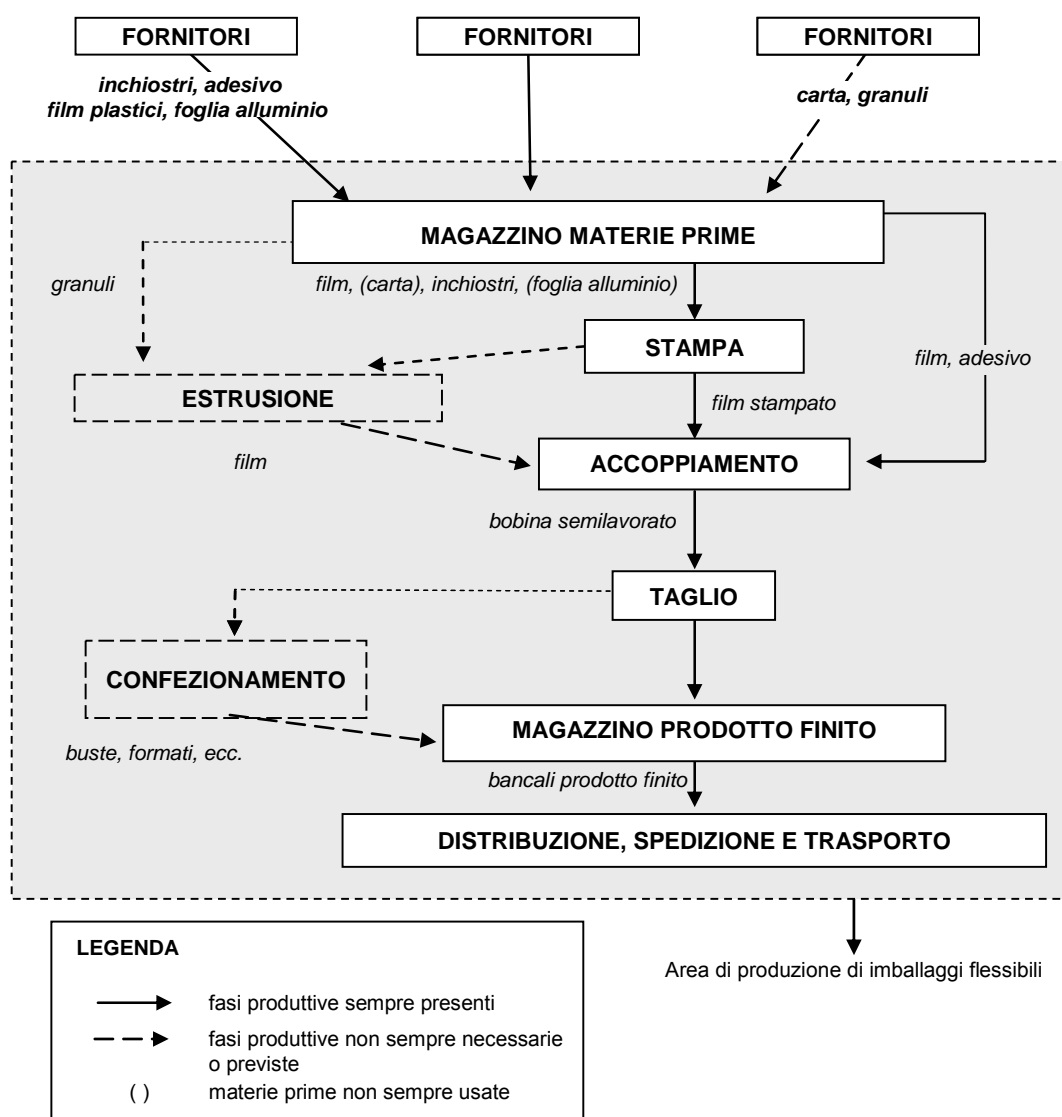 FORNITORI
FORNITORI
FORNITORI
inchiostri, adesivo
film plastici, foglia alluminio
carta, granuli
MAGAZZINO MATERIE PRIME
granuli
film, (carta), inchiostri, (foglia alluminio)
STAMPA
film, adesivo
ESTRUSIONE
film stampato
film
ACCOPPIAMENTO
bobina semilavorato
TAGLIO
CONFEZIONAMENTO
MAGAZZINO PRODOTTO FINITO
buste, formati, ecc.
bancali prodotto finito
DISTRIBUZIONE, SPEDIZIONE E TRASPORTO
LEGENDA
Area di produzione di imballaggi flessibili
fasi produttive sempre presenti
fasi produttive non sempre necessarie
o previste
( ) materie prime non sempre usate